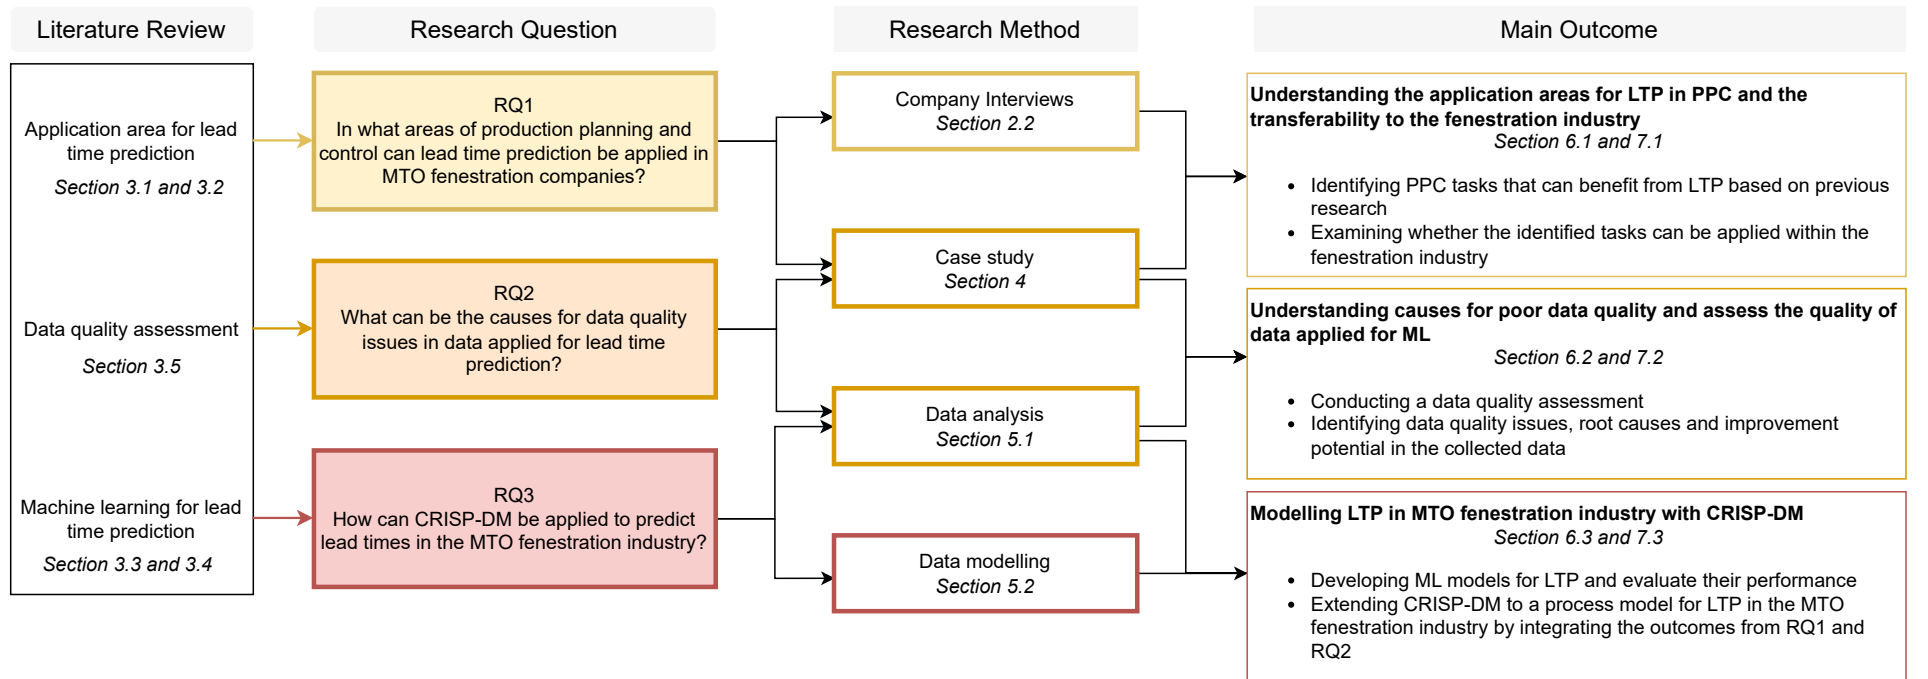 Literature Review
Research Question
Research Method
Main Outcome
Application area for lead
time prediction
Section 3.1 and 3.2
Data quality assessment
Section 3.5
Machine learning for lead
time prediction
Section 3.3 and 3.4
RQ1
In what areas of production planning and
control can lead time prediction be applied in
MTO fenestration companies?
RQ2
What can be the causes for data quality
issues in data applied for lead time
prediction?
RQ3
How can CRISP-DM be applied to predict
lead times in the MTO fenestration industry?
Company Interviews
Section 2.2
Case study
Section 4
Data analysis
Section 5.1
Data modelling
Section 5.2
Understanding the application areas for LTP in PPC and the
transferability to the fenestration industry
Section 6.1 and 7.1
• Identifying PPC tasks that can benefit from LTP based on previous
research
• Examining whether the identified tasks can be applied within the
fenestration industry
Understanding causes for poor data quality and assess the quality of
data applied for ML
Section 6.2 and 7.2
• Conducting a data quality assessment
• Identifying data quality issues, root causes and improvement
potential in the collected data
Modelling LTP in MTO fenestration industry with CRISP-DM
Section 6.3 and 7.3
• Developing ML models for LTP and evaluate their performance
• Extending CRISP-DM to a process model for LTP in the MTO
fenestration industry by integrating the outcomes from RQ1 and
RQ2